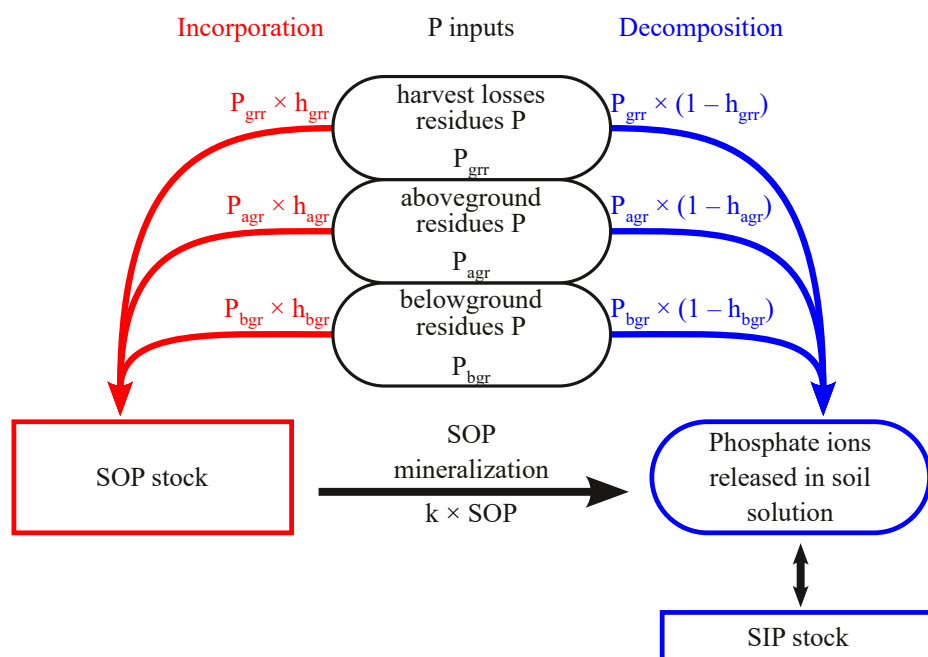 Incorporation P inputs Decomposition
harvest losses
residues P
P_grr
P_grr × h_grr
P_grr × (1 – h_grr)
aboveground
residues P
P_agr
P_agr × h_agr
P_agr × (1 – h_agr)
belowground
residues P
P_bgr
P_bgr × h_bgr
P_bgr × (1 – h_bgr)
SOP stock
SOP
mineralization
k × SOP
Phosphate ions
released in soil
solution
SIP stock